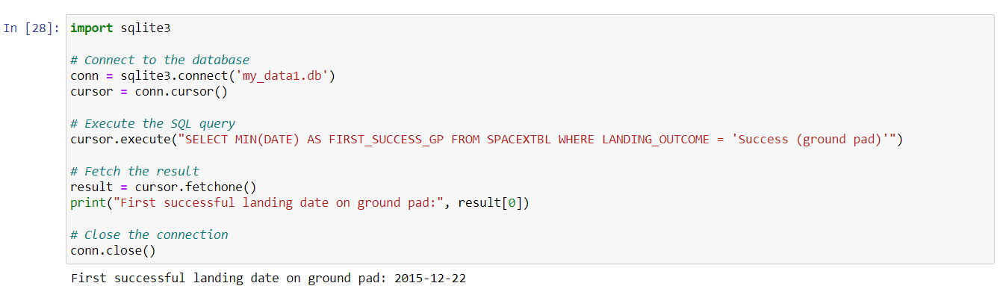 In [28]: import sqlite3
# Connect to the database
conn = sqlite3.connect('my_data1.db')
cursor = conn.cursor()
# Execute the SQL query
cursor.execute("SELECT MIN(DATE) AS FIRST_SUCCESS_GP FROM SPACEXTBL WHERE LANDING_OUTCOME = 'Success (ground pad)'")
# Fetch the result
result = cursor.fetchone()
print("First successful landing date on ground pad:", result[0])
# Close the connection
conn.close()
First successful landing date on ground pad: 2015-12-22